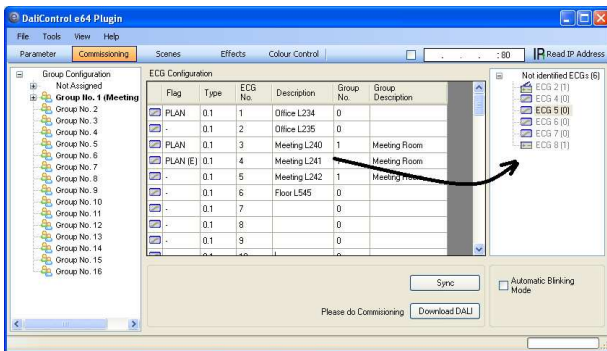 DaliControl e64 Plugin
File Tools View Help
Parameter Commissioning Scenes Effects Colour Control . . . :80 IP Read IP Address
Group Configuration
Not Assigned
Group No. 1 (Meeting
Group No. 2
Group No. 3
Group No. 4
Group No. 5
Group No. 6
Group No. 7
Group No. 8
Group No. 9
Group No. 10
Group No. 11
Group No. 12
Group No. 13
Group No. 14
Group No. 15
Group No. 16
ECG Configuration
Flag Type ECG No. Description Group No. Group Description
PLAN 0.1 1 Office L234 0
- 0.1 2 Office L235 0
PLAN 0.1 3 Meeting L240 1 Meeting Room
PLAN (E) 0.1 4 Meeting L241 Meeting Room
- 0.1 5 Meeting L242 1 Meeting Room
- 0.1 6 Floor L545 0
- 0.1 7 0
- 0.1 8 0
- 0.1 9 0
Not identified ECGs (6)
ECG 2 (1)
ECG 4 (0)
ECG 5 (0)
ECG 6 (0)
ECG 7 (0)
ECG 8 (1)
Sync
Please do Commisioning Download DALI
Automatic Blinking
Mode